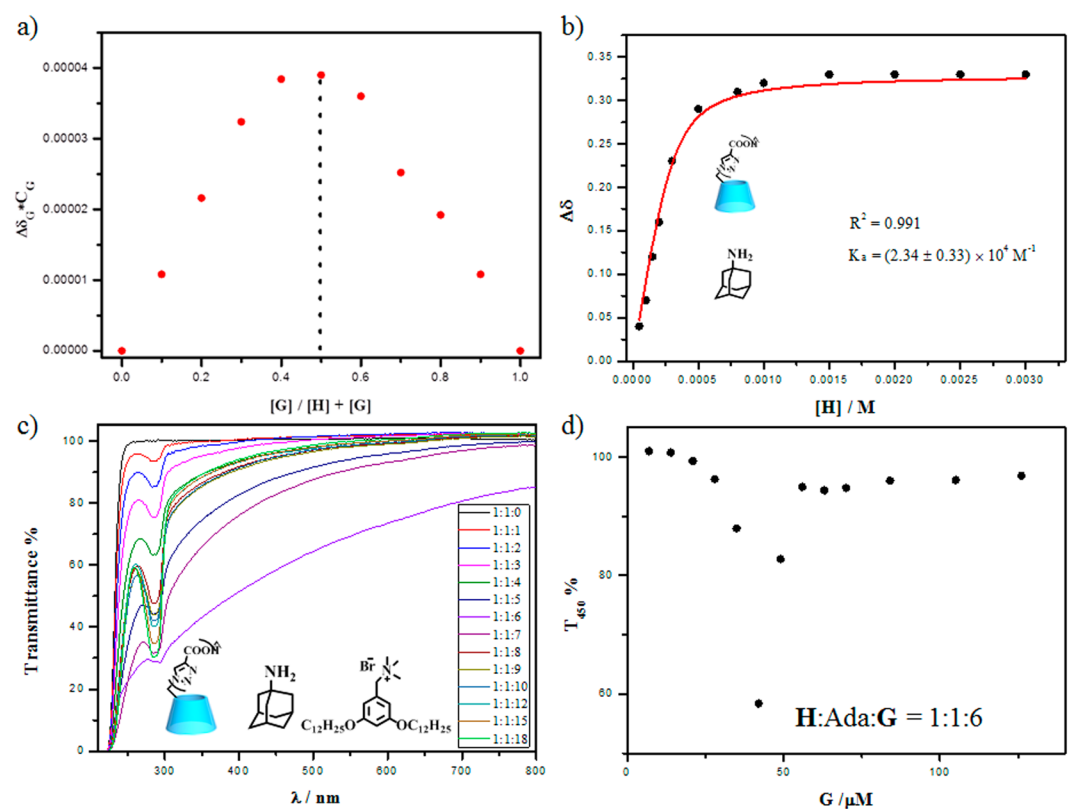 a)
0.00004
0.00003
0.00002
0.00001
0.00000
Δδ_G*C_G
0.0 0.2 0.4 0.6 0.8 1.0
[G] / [H] + [G]
b)
0.35
0.30
0.25
0.20
0.15
0.10
0.05
0.00
Δδ
COOH
N
NH₂
R² = 0.991
Kₐ = (2.34 ± 0.33) × 10⁴ M⁻¹
0.0000 0.0005 0.0010 0.0015 0.0020 0.0025 0.0030
[H] / M
c)
100
80
60
40
20
0
Transmittance %
1:1:0
1:1:1
1:1:2
1:1:3
1:1:4
1:1:5
1:1:6
1:1:7
1:1:8
1:1:9
1:1:10
1:1:12
1:1:15
1:1:18
COOH
N
NH₂
Br⁻
N⁺
C₁₂H₂₅O OC₁₂H₂₅
300 400 500 600 700 800
λ / nm
d)
100
80
60
T₄₅₀ %
H:Ada:G = 1:1:6
0 50 100
G /μM